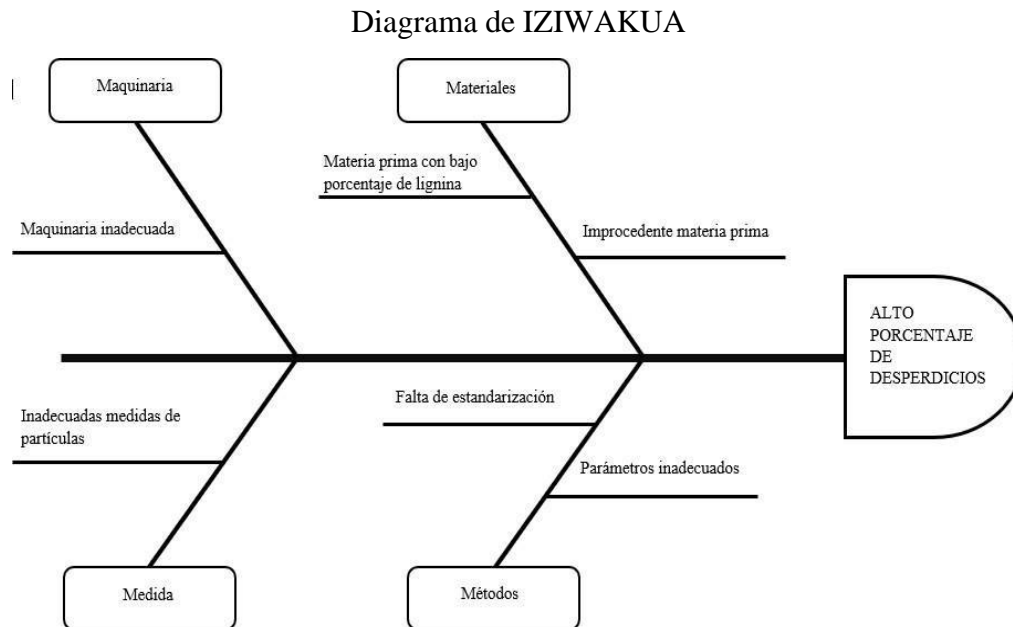 Diagrama de IZIWAKUA
Maquinaria
Materiales
Materia prima con bajo
porcentaje de lignina
Maquinaria inadecuada
Improcedente materia prima
ALTO
PORCENTAJE
DE
DESPERDICIOS
Falta de estandarización
Inadecuadas medidas de
partículas
Parámetros inadecuados
Medida
Métodos